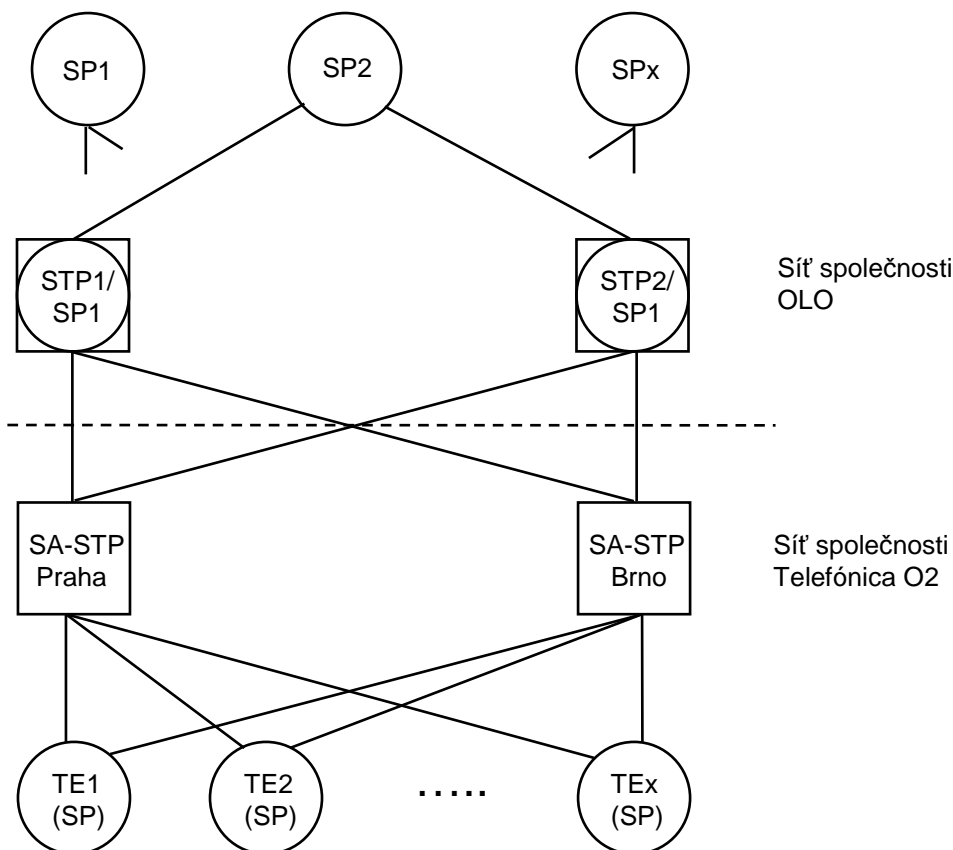 SP1
SP2
SPx
STP1/
SP1
STP2/
SP1
Síť společnosti
OLO
SA-STP
Praha
SA-STP
Brno
Síť společnosti
Telefónica O2
TE1
(SP)
TE2
(SP)
.....
TEx
(SP)